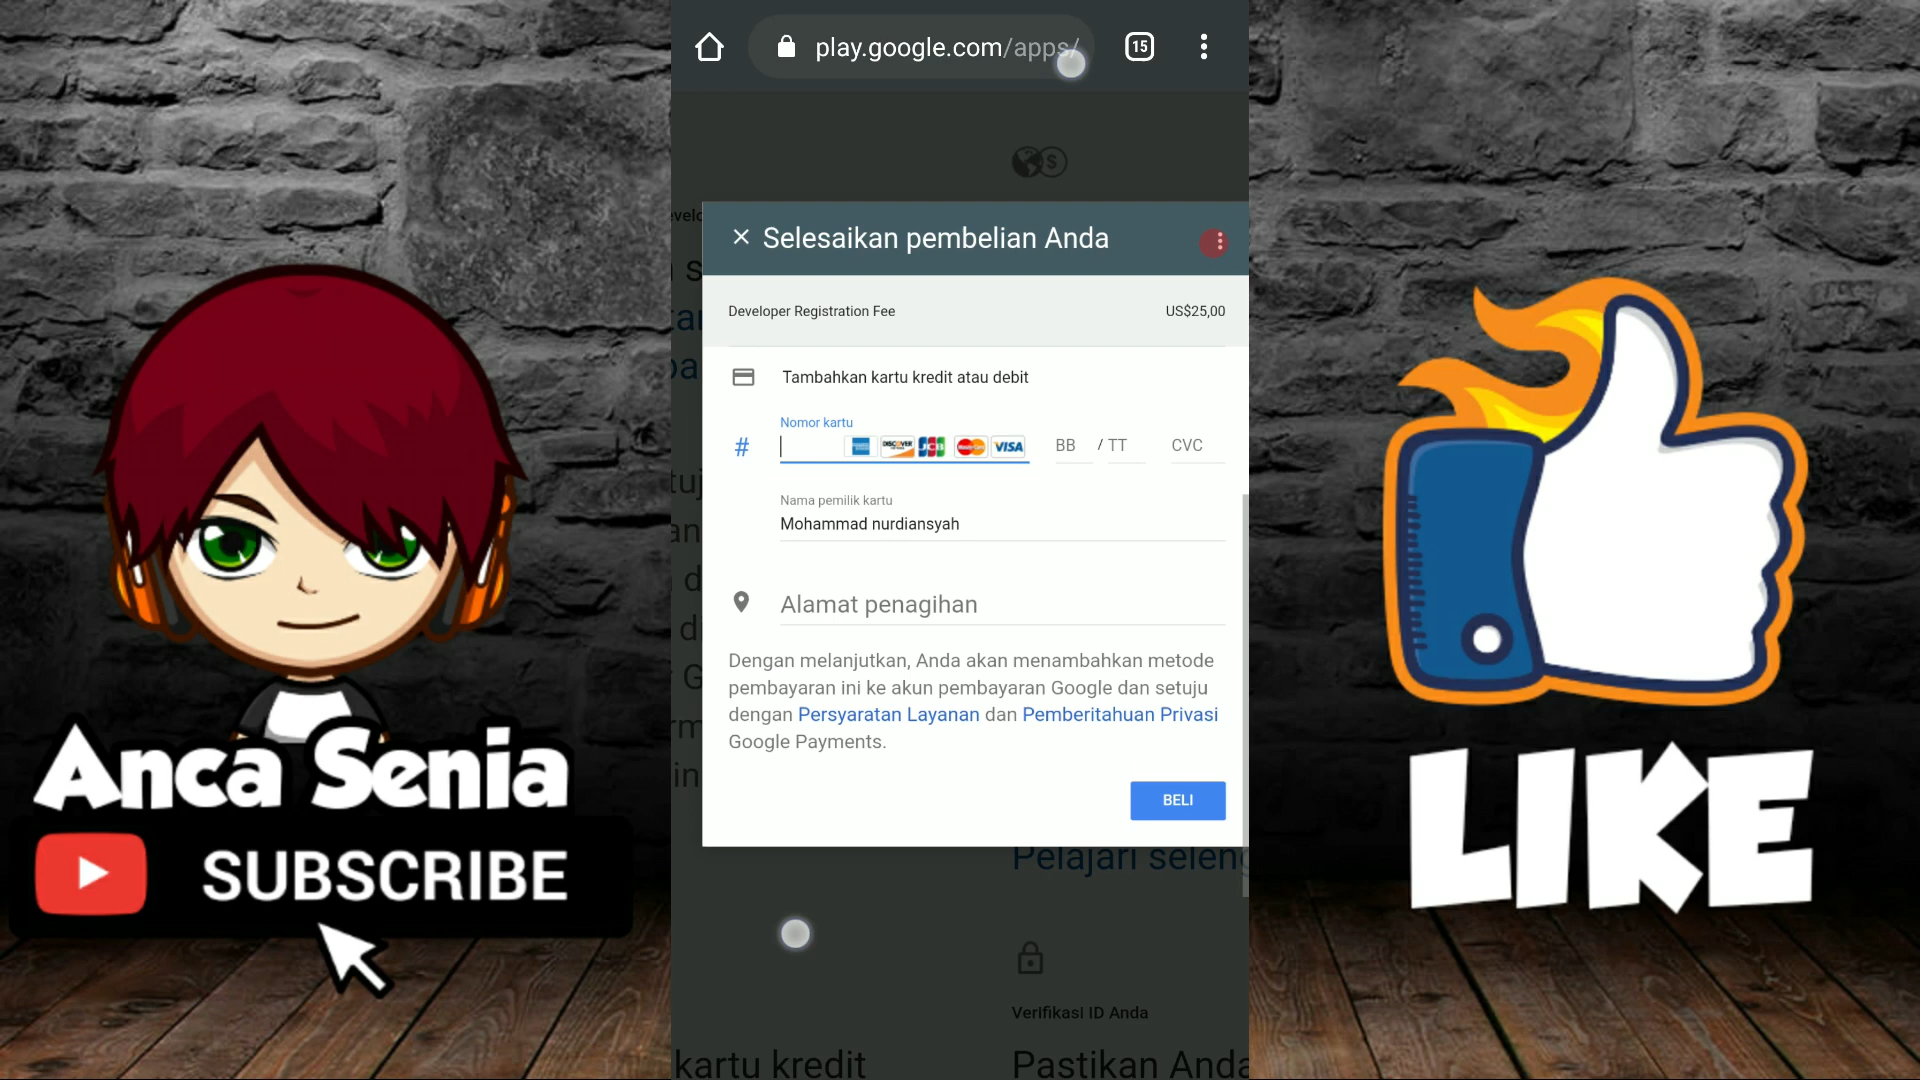 play.google.com/apps/
15
Selesaikan pembelian Anda
Developer Registration Fee
US$25,00
Tambahkan kartu kredit atau debit
Nomor kartu
#
DISCOVER
JCB
VISA
BB / TT
CVC
Nama pemilik kartu
Mohammad nurdiansyah
Alamat penagihan
Dengan melanjutkan, Anda akan menambahkan metode
pembayaran ini ke akun pembayaran Google dan setuju
dengan Persyaratan Layanan dan Pemberitahuan Privasi
Google Payments.
BELI
Verifikasi ID Anda
kartu kredit
Pastikan Anda
Anca Senia
SUBSCRIBE
LIKE